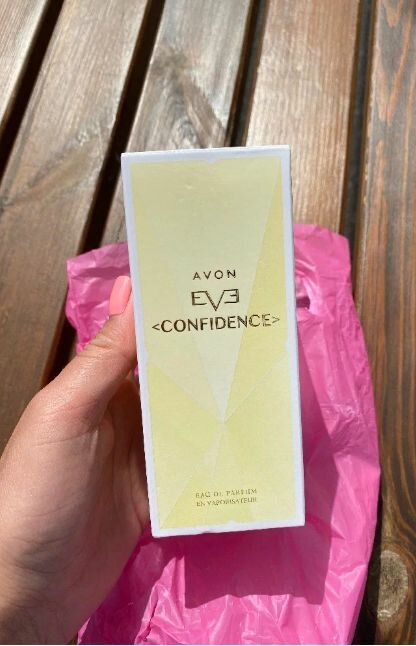 AVON
EVE
<CONFIDENCE>
EAU DE PARFUM
EN VAPORISATEUR